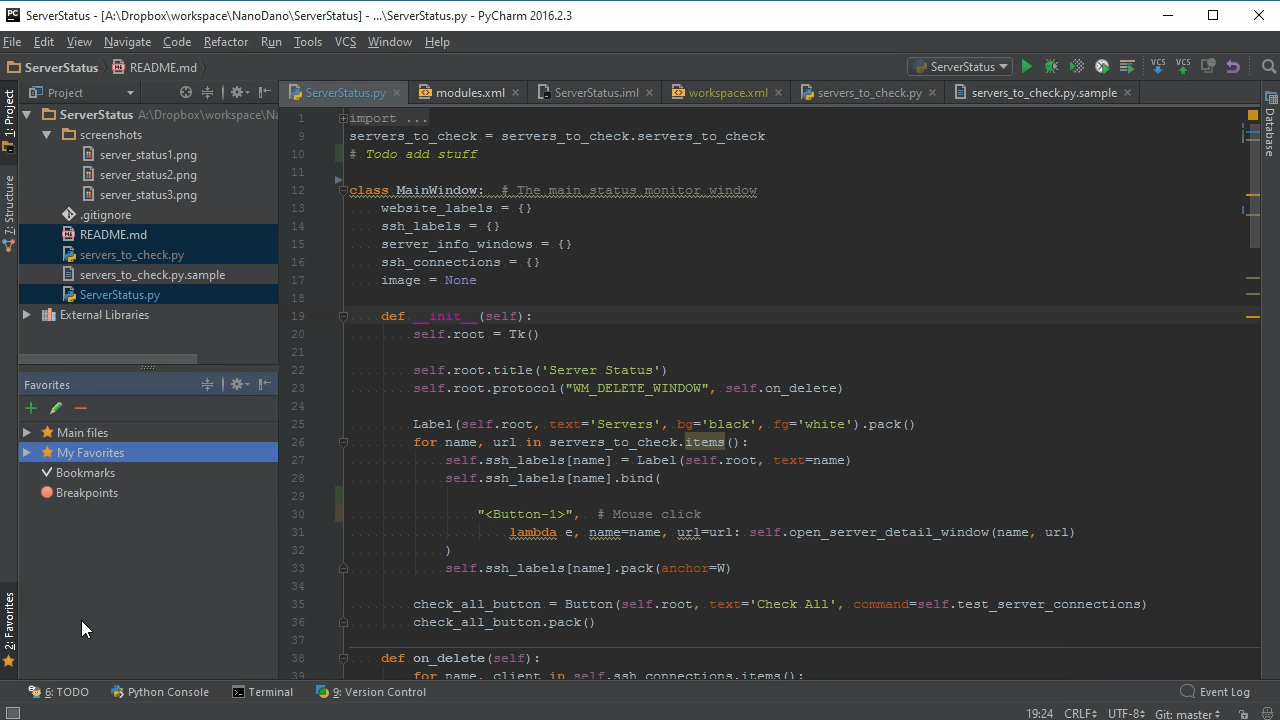 ServerStatus - [A:\Dropbox\workspace\NanoDano\ServerStatus] - ...\ServerStatus.py - PyCharm 2016.2.3
File Edit View Navigate Code Refactor Run Tools VCS Window Help
ServerStatus README.md ServerStatus VCS VCS
1: Project
7: Structure
2: Favorites
Project
ServerStatus A:\Dropbox\workspace\Na
screenshots
server_status1.png
server_status2.png
server_status3.png
.gitignore
README.md
servers_to_check.py
servers_to_check.py.sample
ServerStatus.py
External Libraries
Favorites
Main files
My Favorites
Bookmarks
Breakpoints
ServerStatus.py modules.xml ServerStatus.iml workspace.xml servers_to_check.py servers_to_check.py.sample
1 import ...
9 servers_to_check = servers_to_check.servers_to_check
10 # Todo add stuff
11
12 class MainWindow: # The main status monitor window
13 website_labels = {}
14 ssh_labels = {}
15 server_info_windows = {}
16 ssh_connections = {}
17 image = None
18
19 def __init__(self):
20 self.root = Tk()
21
22 self.root.title('Server Status')
23 self.root.protocol("WM_DELETE_WINDOW", self.on_delete)
24
25 Label(self.root, text='Servers', bg='black', fg='white').pack()
26 for name, url in servers_to_check.items():
27 self.ssh_labels[name] = Label(self.root, text=name)
28 self.ssh_labels[name].bind(
29
30 "<Button-1>", # Mouse click
31 lambda e, name=name, url=url: self.open_server_detail_window(name, url)
32 )
33 self.ssh_labels[name].pack(anchor=W)
34
35 check_all_button = Button(self.root, text='Check All', command=self.test_server_connections)
36 check_all_button.pack()
37
38 def on_delete(self):
39 for name, client in self.ssh_connections.items():
Database
6: TODO Python Console Terminal 9: Version Control Event Log
19:24 CRLF UTF-8 Git: master